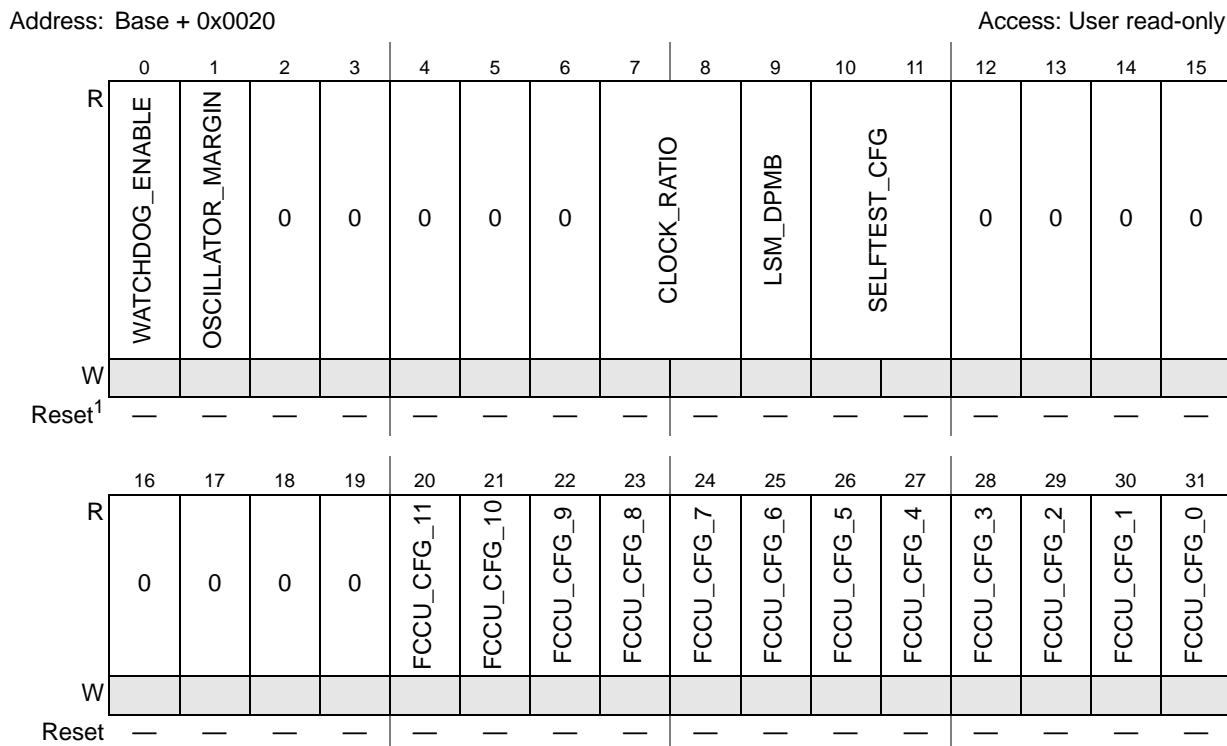 Address: Base + 0x0020 Access: User read-only
0 1 2 3 4 5 6 7 8 9 10 11 12 13 14 15
R WATCHDOG_ENABLE OSCILLATOR_MARGIN 0 0 0 0 0 CLOCK_RATIO LSM_DPMB SELFTEST_CFG 0 0 0 0
W
Reset1 — — — — — — — — — — — — — — — —
16 17 18 19 20 21 22 23 24 25 26 27 28 29 30 31
R 0 0 0 0 FCCU_CFG_11 FCCU_CFG_10 FCCU_CFG_9 FCCU_CFG_8 FCCU_CFG_7 FCCU_CFG_6 FCCU_CFG_5 FCCU_CFG_4 FCCU_CFG_3 FCCU_CFG_2 FCCU_CFG_1 FCCU_CFG_0
W
Reset — — — — — — — — — — — — — — — —